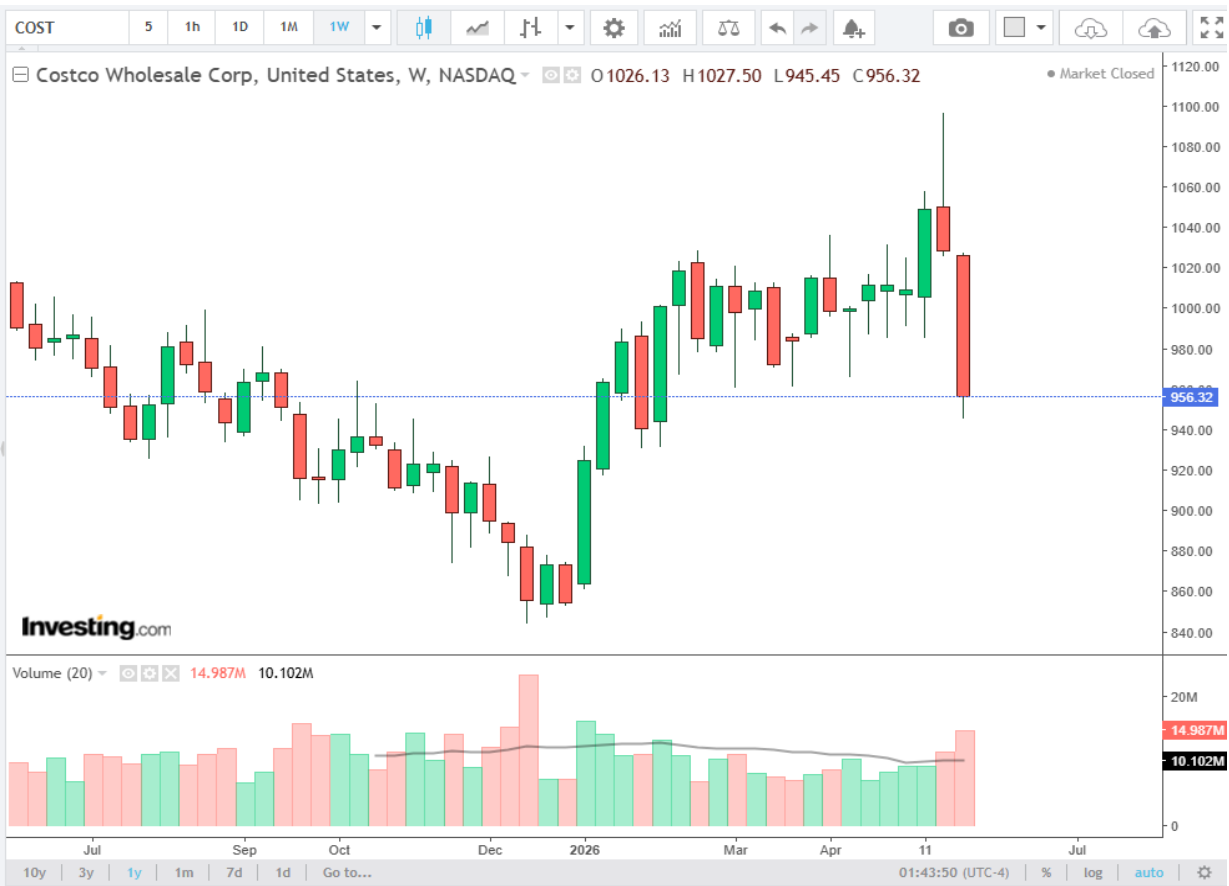 COST 5 1h 1D 1M 1W
Costco Wholesale Corp, United States, W, NASDAQ O1026.13 H1027.50 L945.45 C956.32 Market Closed
1120.00
1100.00
1080.00
1060.00
1040.00
1020.00
1000.00
980.00
960.00
956.32
940.00
920.00
900.00
880.00
860.00
840.00
Investing.com
Volume (20) 14.987M 10.102M
20M
14.987M
10.102M
0
Jul Sep Oct Dec 2026 Mar Apr 11 Jul
10y 3y 1y 1m 7d 1d Go to... 01:43:50 (UTC-4) % log auto